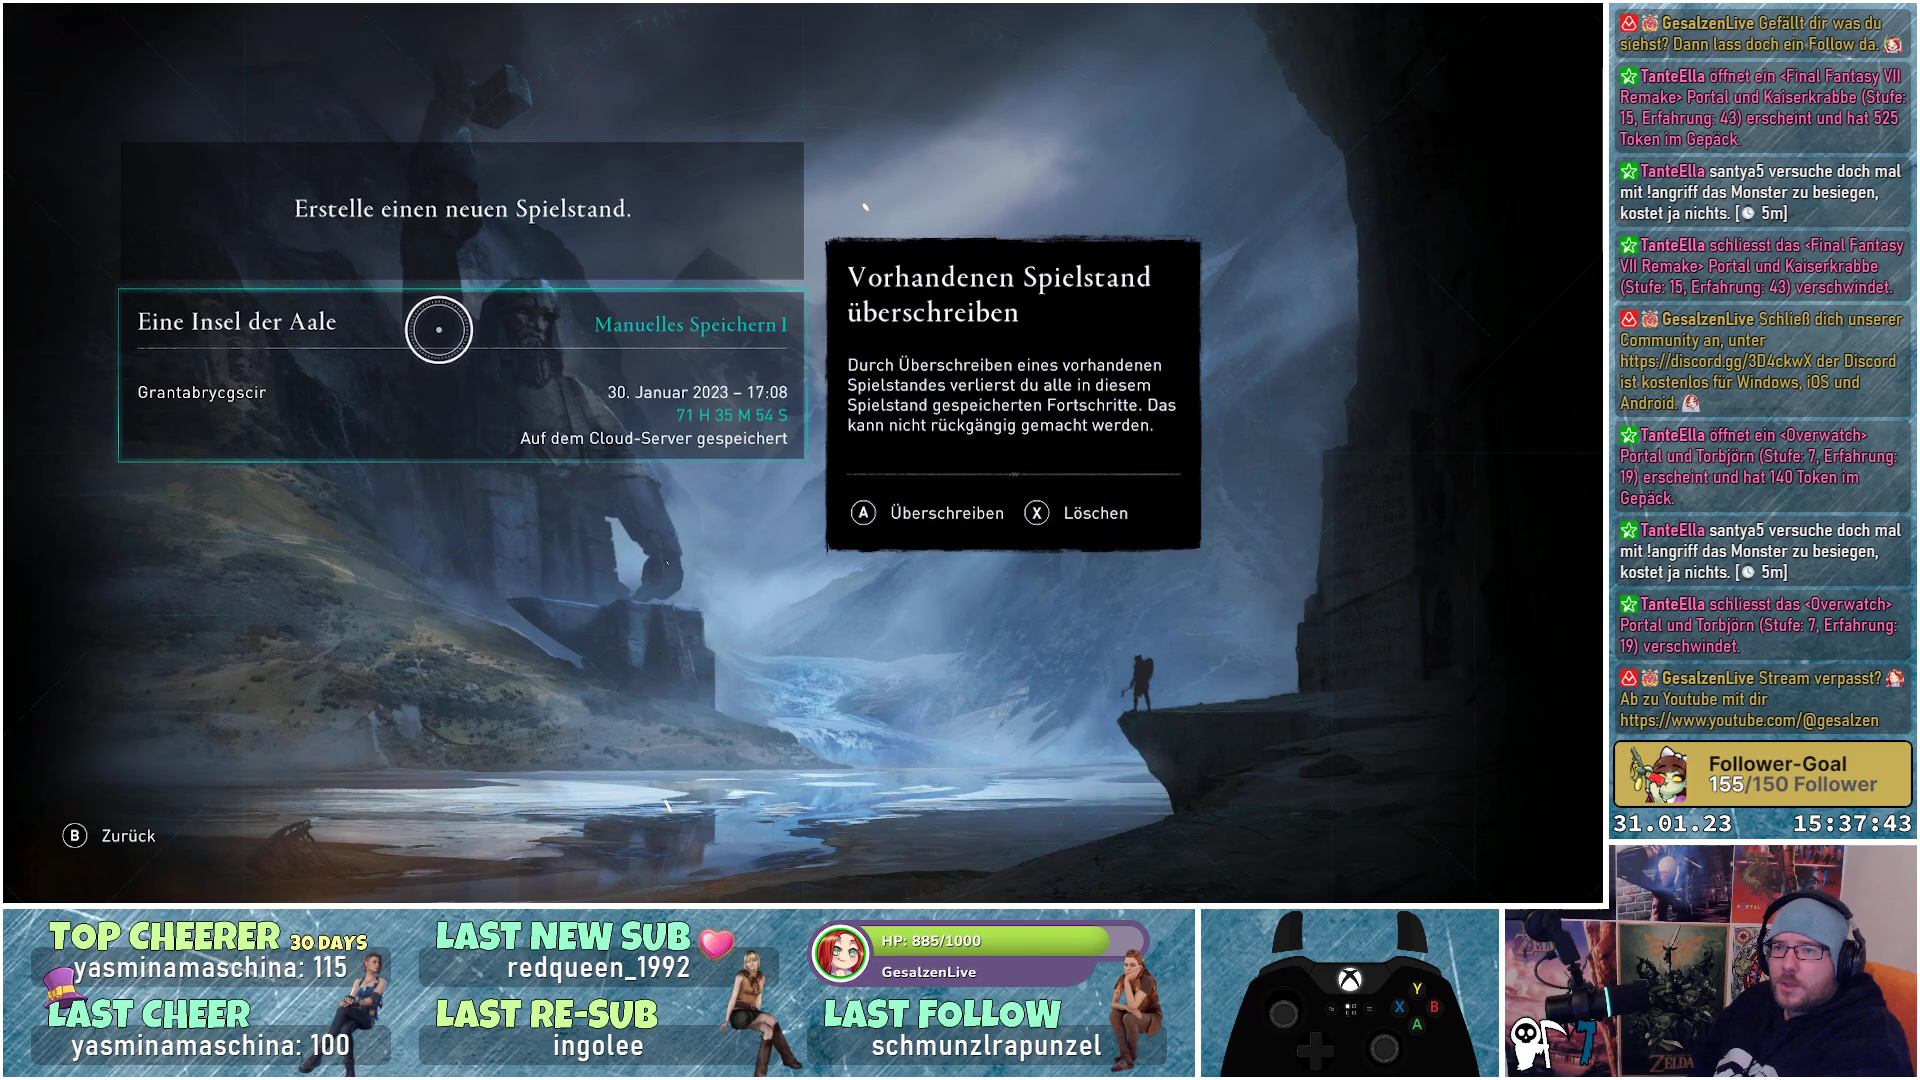 Erstelle einen neuen Spielstand.
Eine Insel der Aale
Manuelles Speichern 1
Grantabrycgscir
30. Januar 2023 – 17:08
71 H 35 M 54 S
Auf dem Cloud-Server gespeichert
Vorhandenen Spielstand
überschreiben
Durch Überschreiben eines vorhandenen
Spielstandes verlierst du alle in diesem
Spielstand gespeicherten Fortschritte. Das
kann nicht rückgängig gemacht werden.
A Überschreiben X Löschen
B Zurück
GesalzenLive Gefällt dir was du
siehst? Dann lass doch ein Follow da.
TanteElla öffnet ein <Final Fantasy VII
Remake> Portal und Kaiserkrabbe (Stufe:
15, Erfahrung: 43) erscheint und hat 525
Token im Gepäck.
TanteElla santya5 versuche doch mal
mit !angriff das Monster zu besiegen,
kostet ja nichts. [ 5m]
TanteElla schliesst das <Final Fantasy
VII Remake> Portal und Kaiserkrabbe
(Stufe: 15, Erfahrung: 43) verschwindet.
GesalzenLive Schließ dich unserer
Community an, unter
https://discord.gg/3D4ckwX der Discord
ist kostenlos für Windows, iOS und
Android.
TanteElla öffnet ein <Overwatch>
Portal und Torbjörn (Stufe: 7, Erfahrung:
19) erscheint und hat 140 Token im
Gepäck.
TanteElla santya5 versuche doch mal
mit !angriff das Monster zu besiegen,
kostet ja nichts. [ 5m]
TanteElla schliesst das <Overwatch>
Portal und Torbjörn (Stufe: 7, Erfahrung:
19) verschwindet.
GesalzenLive Stream verpasst?
Ab zu Youtube mit dir
https://www.youtube.com/@gesalzen
Follower-Goal
155/150 Follower
31.01.23 15:37:43
TOP CHEERER 30 DAYS
yasminamaschina: 115
LAST CHEER
yasminamaschina: 100
LAST NEW SUB
redqueen_1992
LAST RE-SUB
ingolee
HP: 885/1000
GesalzenLive
LAST FOLLOW
schmunzlrapunzel
Y
X B
A
PORTAL
ZELDA